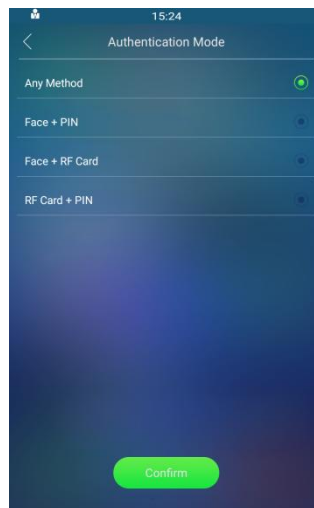 15:24
Authentication Mode
Any Method
Face + PIN
Face + RF Card
RF Card + PIN
Confirm